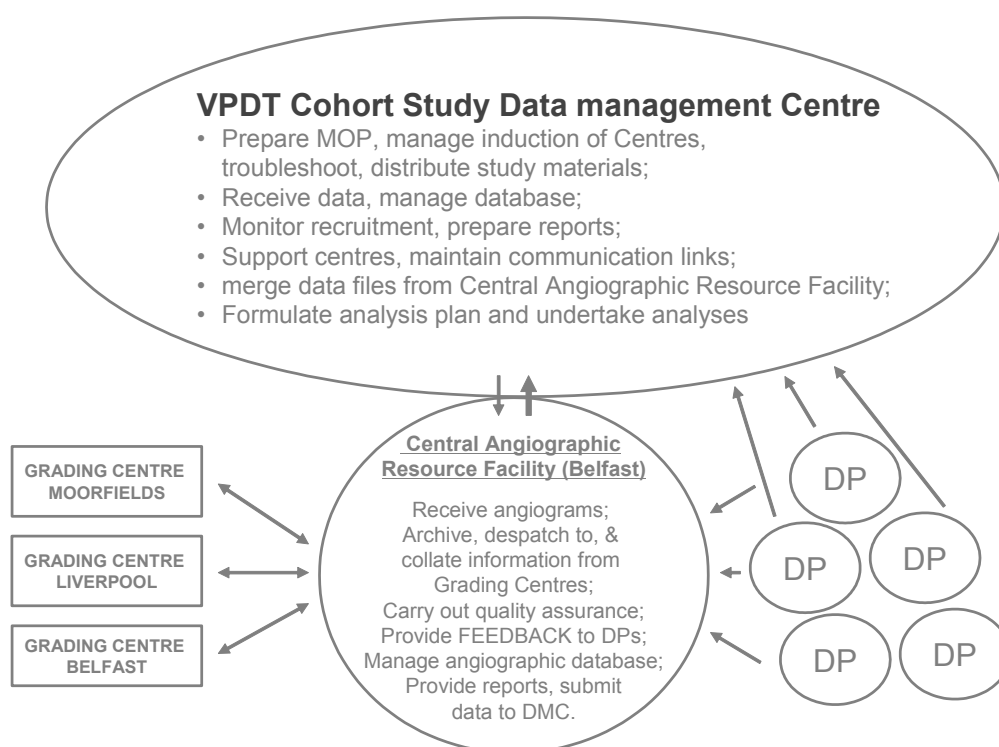 VPDT Cohort Study Data management Centre
• Prepare MOP, manage induction of Centres,
troubleshoot, distribute study materials;
• Receive data, manage database;
• Monitor recruitment, prepare reports;
• Support centres, maintain communication links;
• merge data files from Central Angiographic Resource Facility;
• Formulate analysis plan and undertake analyses
Central Angiographic
Resource Facility (Belfast)
Receive angiograms;
Archive, despatch to, &
collate information from
Grading Centres;
Carry out quality assurance;
Provide FEEDBACK to DPs;
Manage angiographic database;
Provide reports, submit
data to DMC.
GRADING CENTRE
MOORFIELDS
GRADING CENTRE
LIVERPOOL
GRADING CENTRE
BELFAST
DP
DP
DP
DP
DP